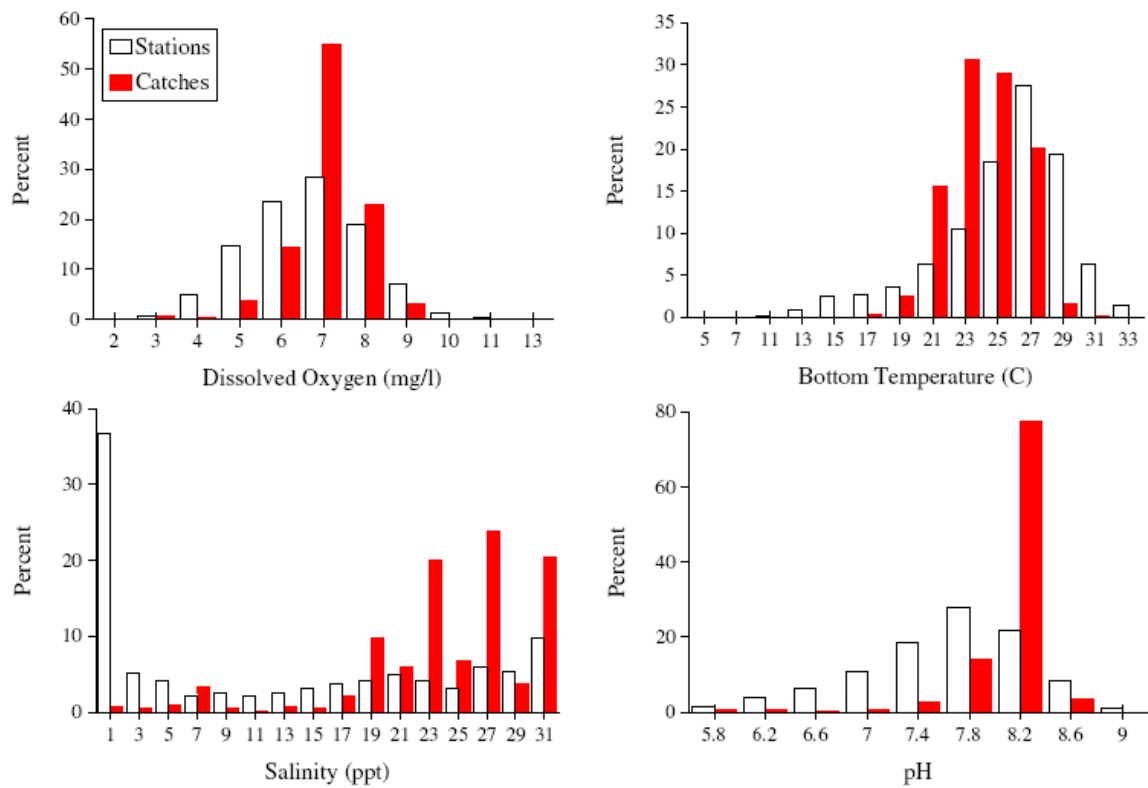 60
50
40
30
20
10
0
Percent
Stations
Catches
2 3 4 5 6 7 8 9 10 11 13
Dissolved Oxygen (mg/l)
35
30
25
20
15
10
5
0
Percent
5 7 11 13 15 17 19 21 23 25 27 29 31 33
Bottom Temperature (C)
40
30
20
10
0
Percent
1 3 5 7 9 11 13 15 17 19 21 23 25 27 29 31
Salinity (ppt)
80
60
40
20
0
Percent
5.8 6.2 6.6 7 7.4 7.8 8.2 8.6 9
pH